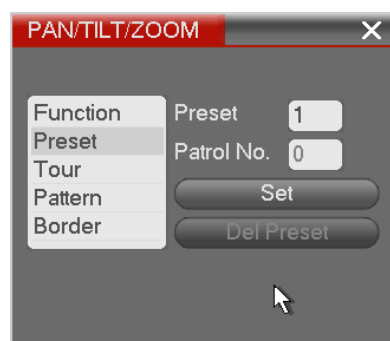 PAN/TILT/ZOOM
Function
Preset
Tour
Pattern
Border
Preset 1
Patrol No. 0
Set
Del Preset